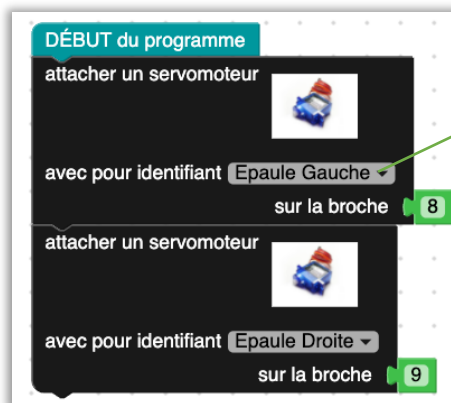 DÉBUT du programme
attacher un servomoteur
avec pour identifiant Epaule Gauche
sur la broche 8
attacher un servomoteur
avec pour identifiant Epaule Droite
sur la broche 9